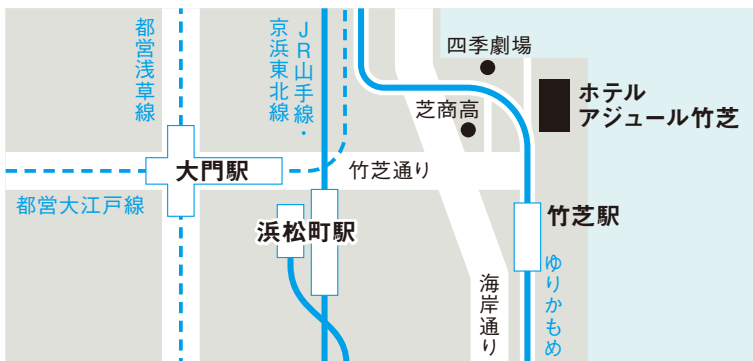 都営浅草線
JR山手線・
京浜東北線
四季劇場
芝商高
ホテル
アジュール竹芝
大門駅
竹芝通り
都営大江戸線
浜松町駅
竹芝駅
海岸通り
ゆりかもめ